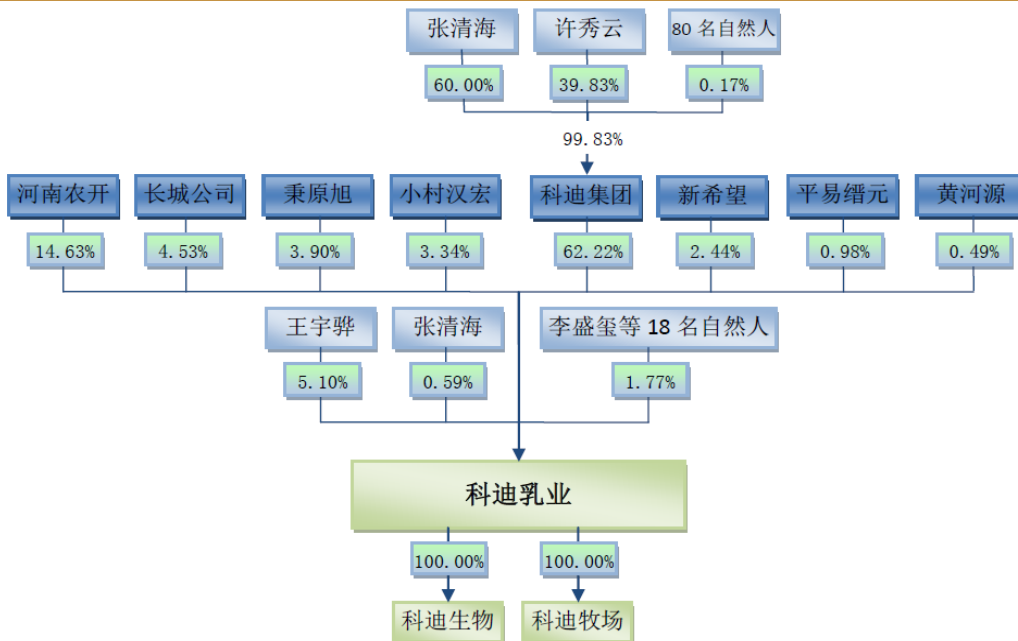 张清海 许秀云 80 名自然人
60.00% 39.83% 0.17%
99.83%
河南农开 长城公司 秉原旭 小村汉宏 科迪集团 新希望 平易缙元 黄河源
14.63% 4.53% 3.90% 3.34% 62.22% 2.44% 0.98% 0.49%
王宇骅 张清海 李盛玺等 18 名自然人
5.10% 0.59% 1.77%
科迪乳业
100.00% 100.00%
科迪生物 科迪牧场